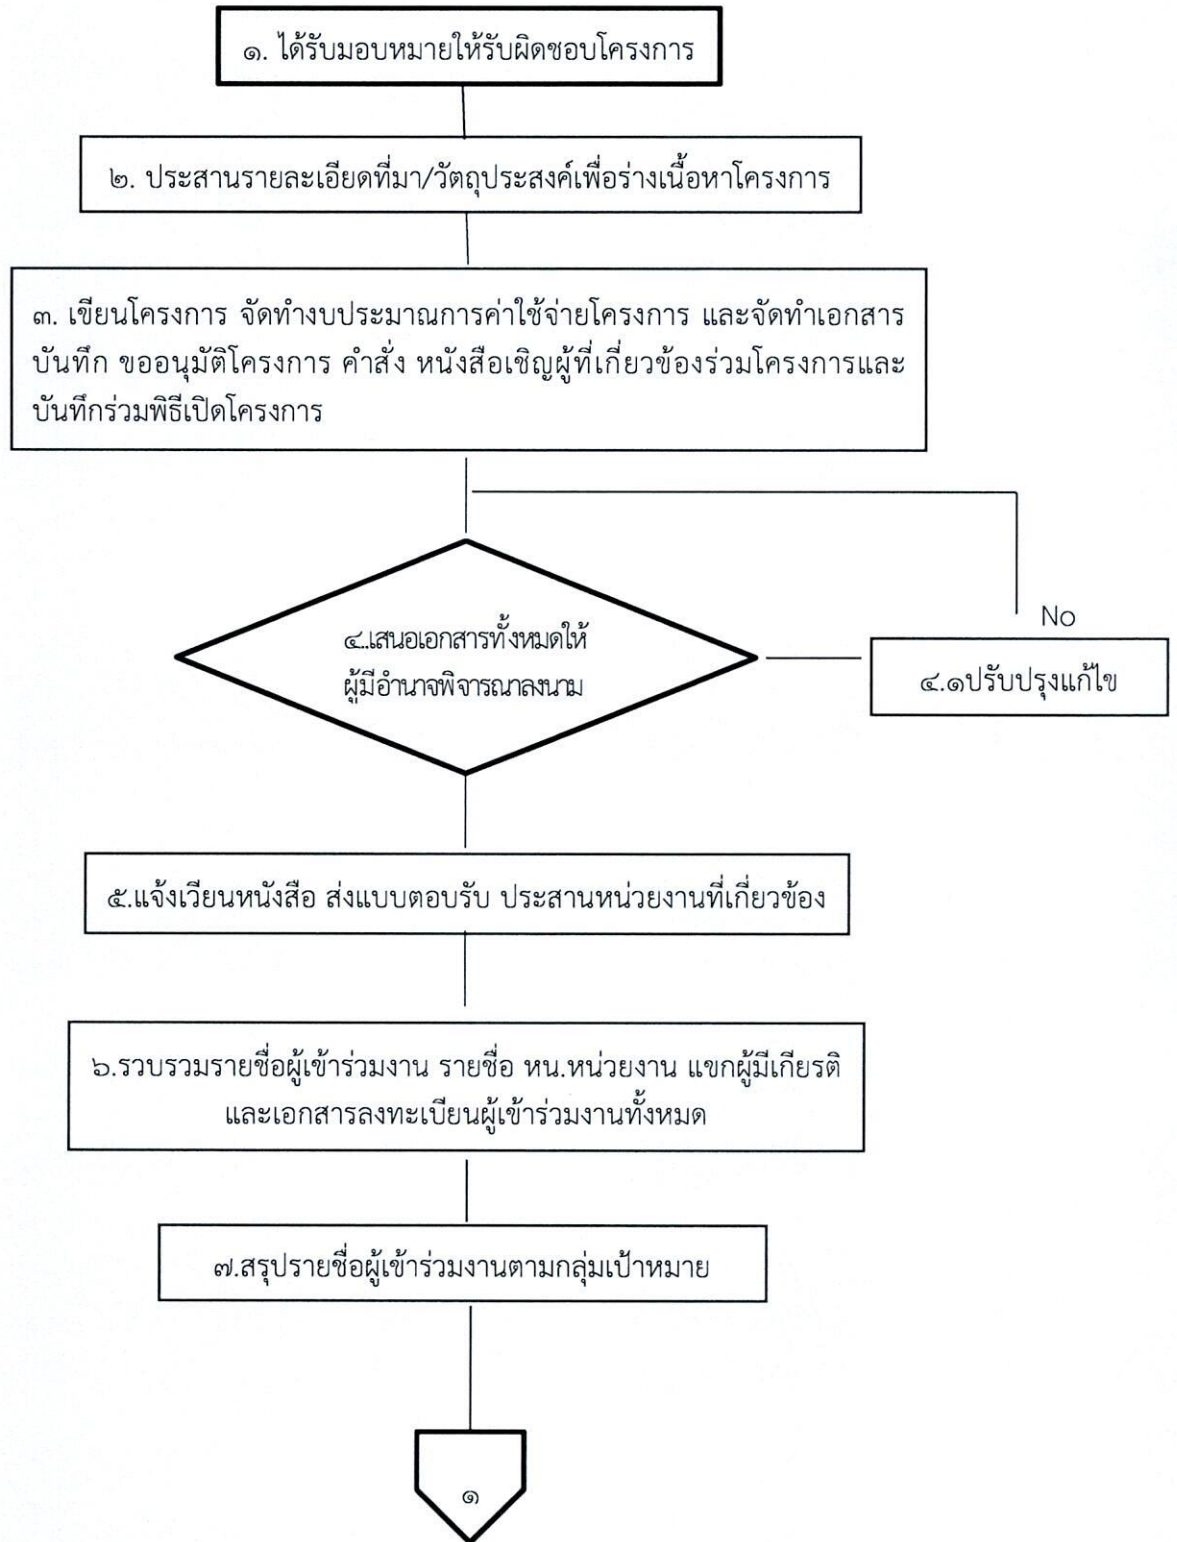 ๑. ได้รับมอบหมายให้รับผิดชอบโครงการ
๒. ประสานรายละเอียดที่มา/วัตถุประสงค์เพื่อร่างเนื้อหาโครงการ
๓. เขียนโครงการ จัดทำงบประมาณการค่าใช้จ่ายโครงการ และจัดทำเอกสาร
บันทึก ขออนุมัติโครงการ คำสั่ง หนังสือเชิญผู้ที่เกี่ยวข้องร่วมโครงการและ
บันทึกร่วมพิธีเปิดโครงการ
๔..เสนอเอกสารทั้งหมดให้
ผู้มีอำนาจพิจารณาลงนาม
No
๔.๑ปรับปรุงแก้ไข
๕.แจ้งเวียนหนังสือ ส่งแบบตอบรับ ประสานหน่วยงานที่เกี่ยวข้อง
๖.รวบรวมรายชื่อผู้เข้าร่วมงาน รายชื่อ หน.หน่วยงาน แขกผู้มีเกียรติ
และเอกสารลงทะเบียนผู้เข้าร่วมงานทั้งหมด
๗.สรุปรายชื่อผู้เข้าร่วมงานตามกลุ่มเป้าหมาย
๑